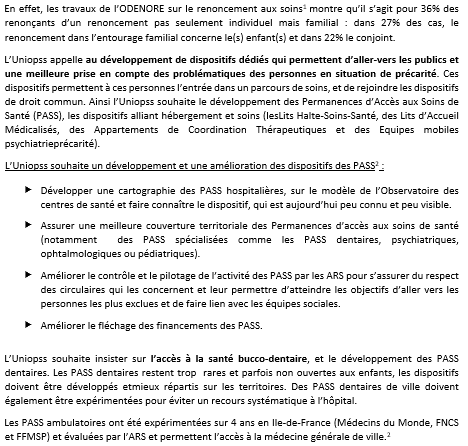 En effet, les travaux de l’ODENORE sur le renoncement aux soins¹ montre qu’il s’agit pour 36% des
renonçants d’un renoncement pas seulement individuel mais familial : dans 27% des cas, le
renoncement dans l’entourage familial concerne le(s) enfant(s) et dans 22% le conjoint.
L’Uniopss appelle au développement de dispositifs dédiés qui permettent d’aller-vers les publics et
une meilleure prise en compte des problématiques des personnes en situation de précarité. Ces
dispositifs permettent à ces personnes l’entrée dans un parcours de soins, et de rejoindre les dispositifs
de droit commun. Ainsi l’Uniopss souhaite le développement des Permanences d’Accès aux Soins de
Santé (PASS), les dispositifs alliant hébergement et soins (lesLits Halte-Soins-Santé, des Lits d’Accueil
Médicalisés, des Appartements de Coordination Thérapeutiques et des Equipes mobiles
psychiatrieprécarité).
L’Uniopss souhaite un développement et une amélioration des dispositifs des PASS² :
► Développer une cartographie des PASS hospitalières, sur le modèle de l’Observatoire des
centres de santé et faire connaître le dispositif, qui est aujourd’hui peu connu et peu visible.
► Assurer une meilleure couverture territoriale des Permanences d’accès aux soins de santé
(notamment des PASS spécialisées comme les PASS dentaires, psychiatriques,
ophtalmologiques ou pédiatriques).
► Améliorer le contrôle et le pilotage de l’activité des PASS par les ARS pour s’assurer du respect
des circulaires qui les concernent et leur permettre d’atteindre les objectifs d’aller vers les
personnes les plus exclues et de faire lien avec les équipes sociales.
► Améliorer le fléchage des financements des PASS.
L’Uniopss souhaite insister sur l’accès à la santé bucco-dentaire, et le développement des PASS
dentaires. Les PASS dentaires restent trop rares et parfois non ouvertes aux enfants, les dispositifs
doivent être développés etmieux répartis sur les territoires. Des PASS dentaires de ville doivent
également être expérimentées pour éviter un recours systématique à l’hôpital.
Les PASS ambulatoires ont été expérimentées sur 4 ans en Ile-de-France (Médecins du Monde, FNCS
et FFMSP) et évaluées par l’ARS et permettent l’accès à la médecine générale de ville.²